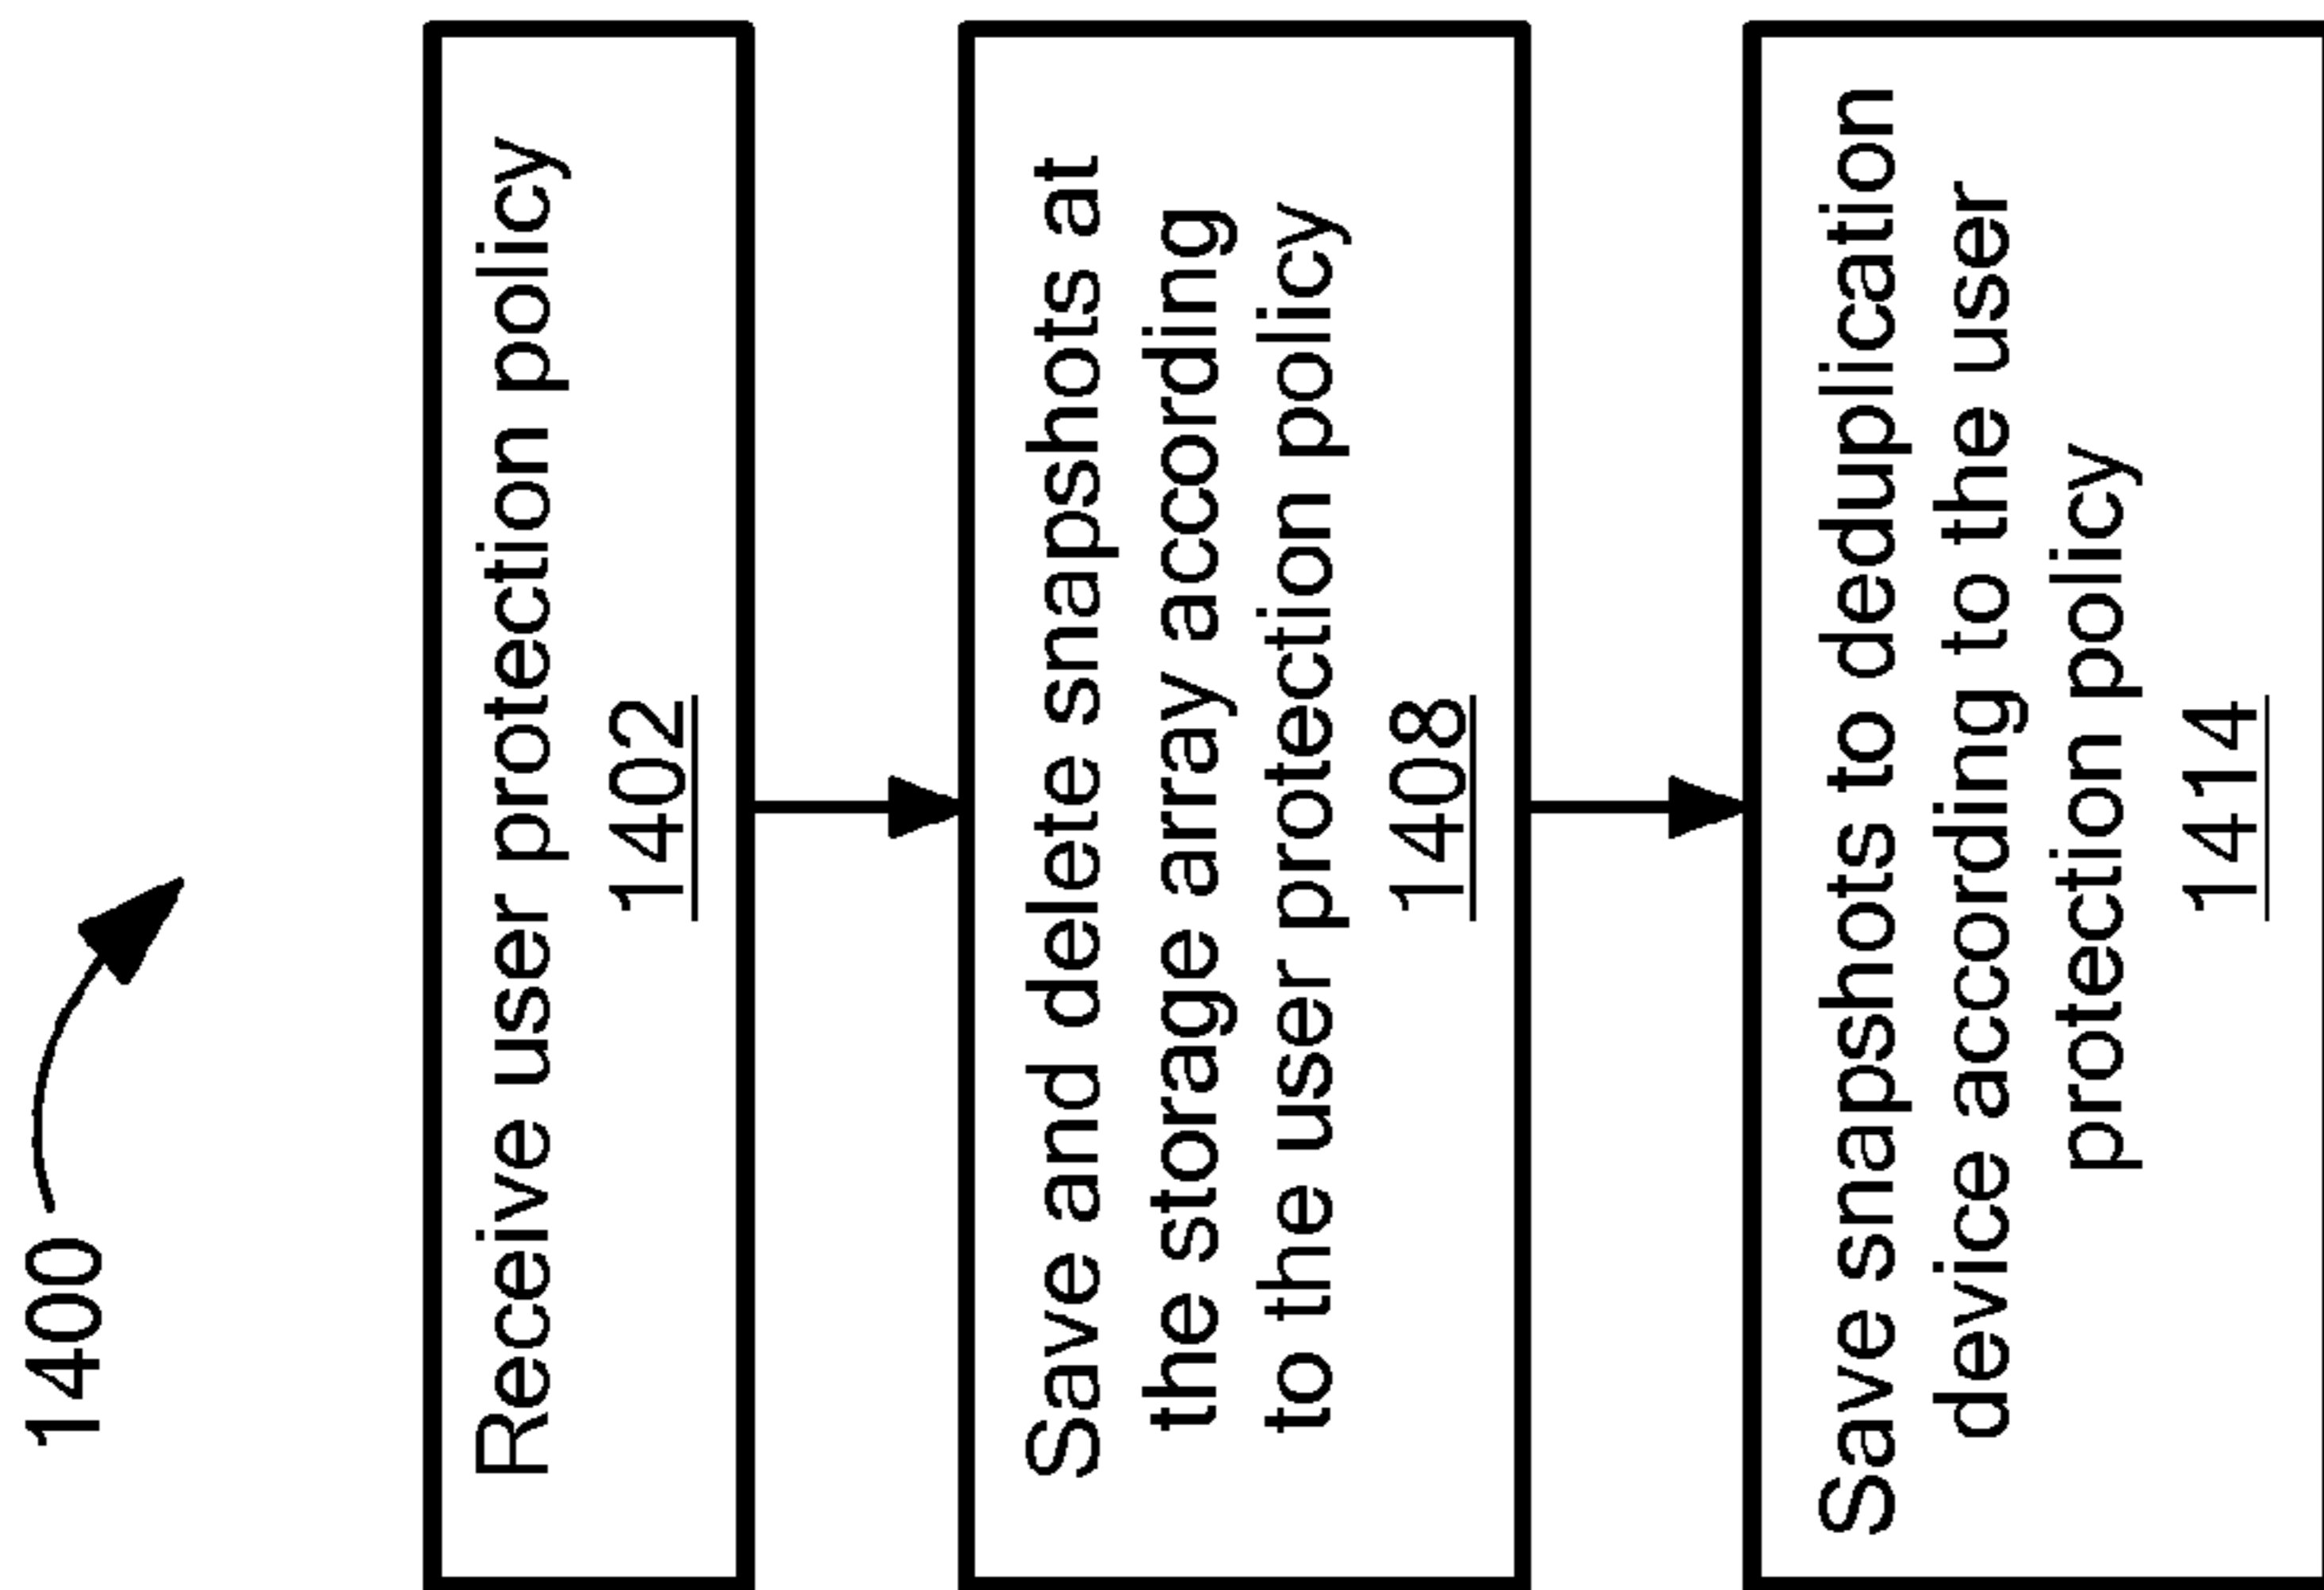 1400
Receive user protection policy
1402
Save and delete snapshots at
the storage array according
to the user protection policy
1408
Save snapshots to deduplication
device according to the user
protection policy
1414